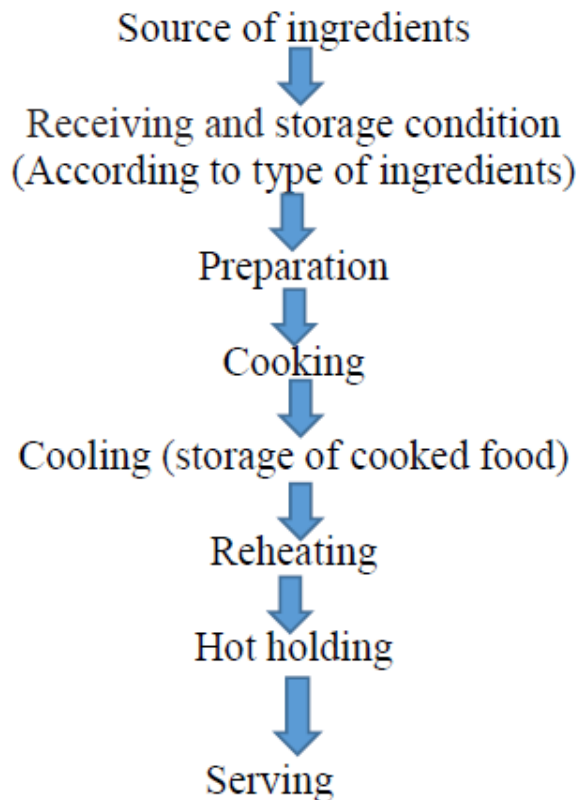 Source of ingredients
Receiving and storage condition
(According to type of ingredients)
Preparation
Cooking
Cooling (storage of cooked food)
Reheating
Hot holding
Serving